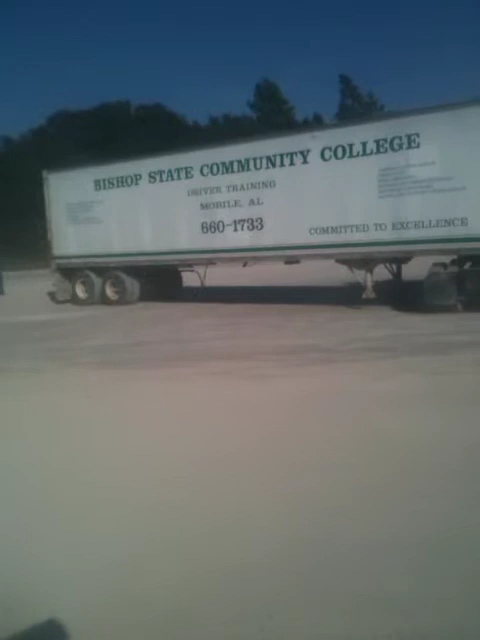 BISHOP STATE COMMUNITY COLLEGE
DRIVER TRAINING
MOBILE, AL
660-1733
COMMITTED TO EXCELLENCE